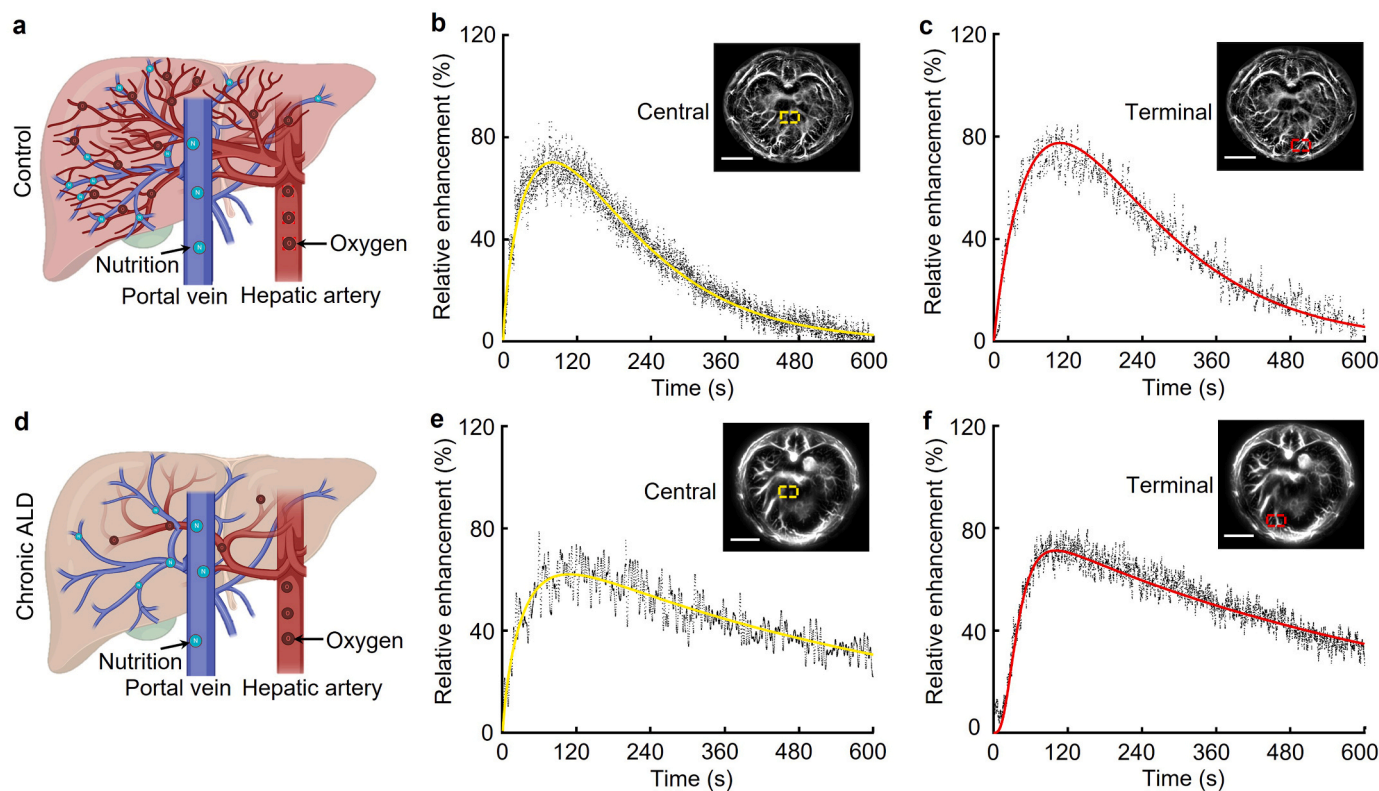 a
Control
Nutrition
Oxygen
Portal vein
Hepatic artery
N
N
N
b
Relative enhancement (%)
120
80
40
0
Central
0 120 240 360 480 600
Time (s)
c
Relative enhancement (%)
120
80
40
0
Terminal
0 120 240 360 480 600
Time (s)
d
Chronic ALD
Nutrition
Oxygen
Portal vein
Hepatic artery
N
N
N
e
Relative enhancement (%)
120
80
40
0
Central
0 120 240 360 480 600
Time (s)
f
Relative enhancement (%)
120
80
40
0
Terminal
0 120 240 360 480 600
Time (s)